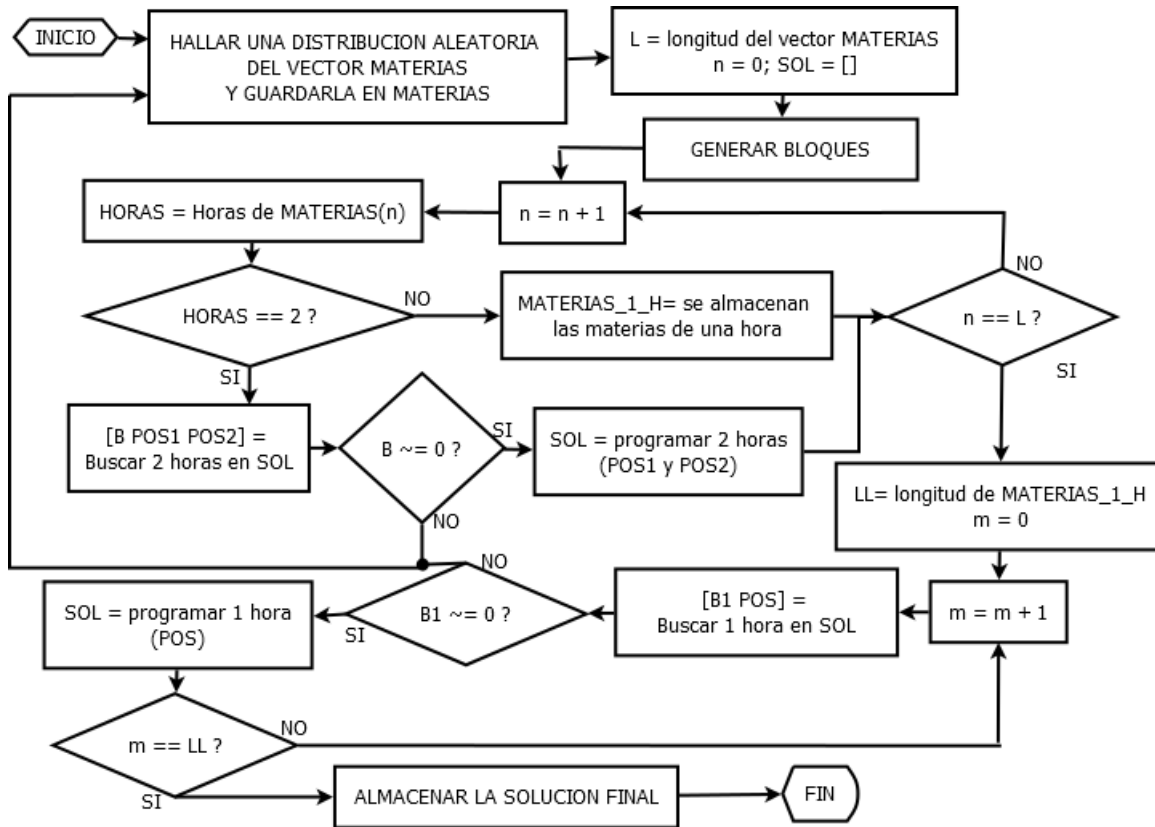 INICIO
HALLAR UNA DISTRIBUCION ALEATORIA
DEL VECTOR MATERIAS
Y GUARDARLA EN MATERIAS
L = longitud del vector MATERIAS
n = 0; SOL = []
GENERAR BLOQUES
n = n + 1
HORAS = Horas de MATERIAS(n)
HORAS == 2 ?
NO
SI
MATERIAS_1_H= se almacenan
las materias de una hora
n == L ?
NO
SI
[B POS1 POS2] =
Buscar 2 horas en SOL
B ~= 0 ?
SI
NO
SOL = programar 2 horas
(POS1 y POS2)
LL= longitud de MATERIAS_1_H
m = 0
m = m + 1
[B1 POS] =
Buscar 1 hora en SOL
B1 ~= 0 ?
NO
SI
SOL = programar 1 hora
(POS)
m == LL ?
NO
SI
ALMACENAR LA SOLUCION FINAL
FIN